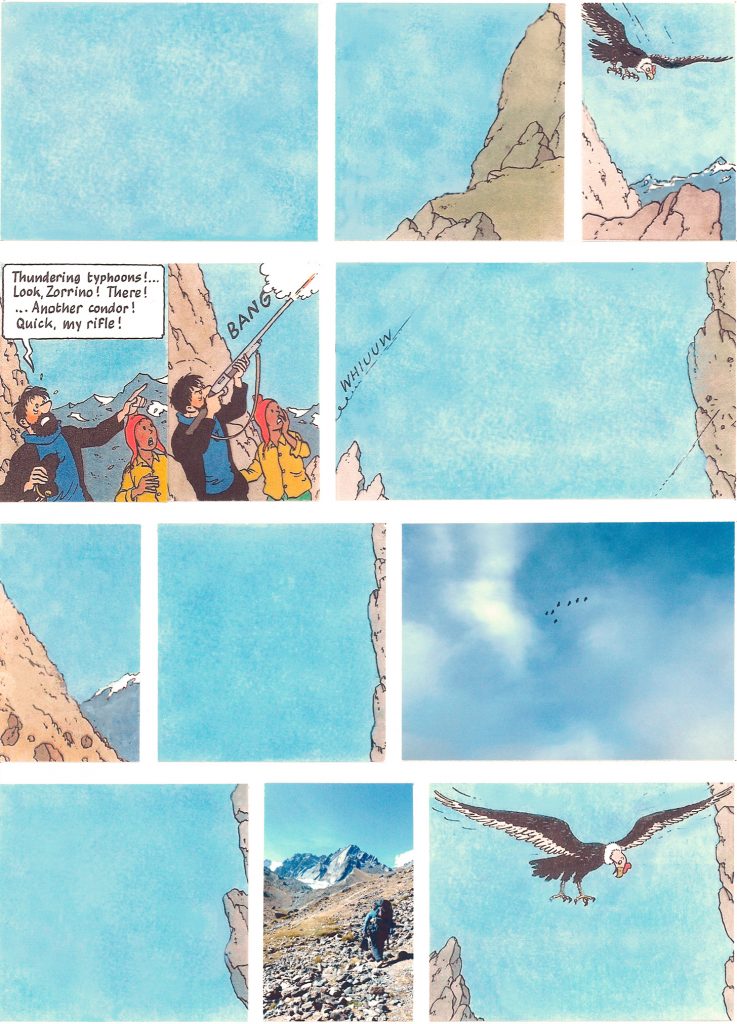 Thundering typhoons!...
Look, Zorrino! There!
... Another condor!
Quick, my rifle!
BANG
WHIUUW